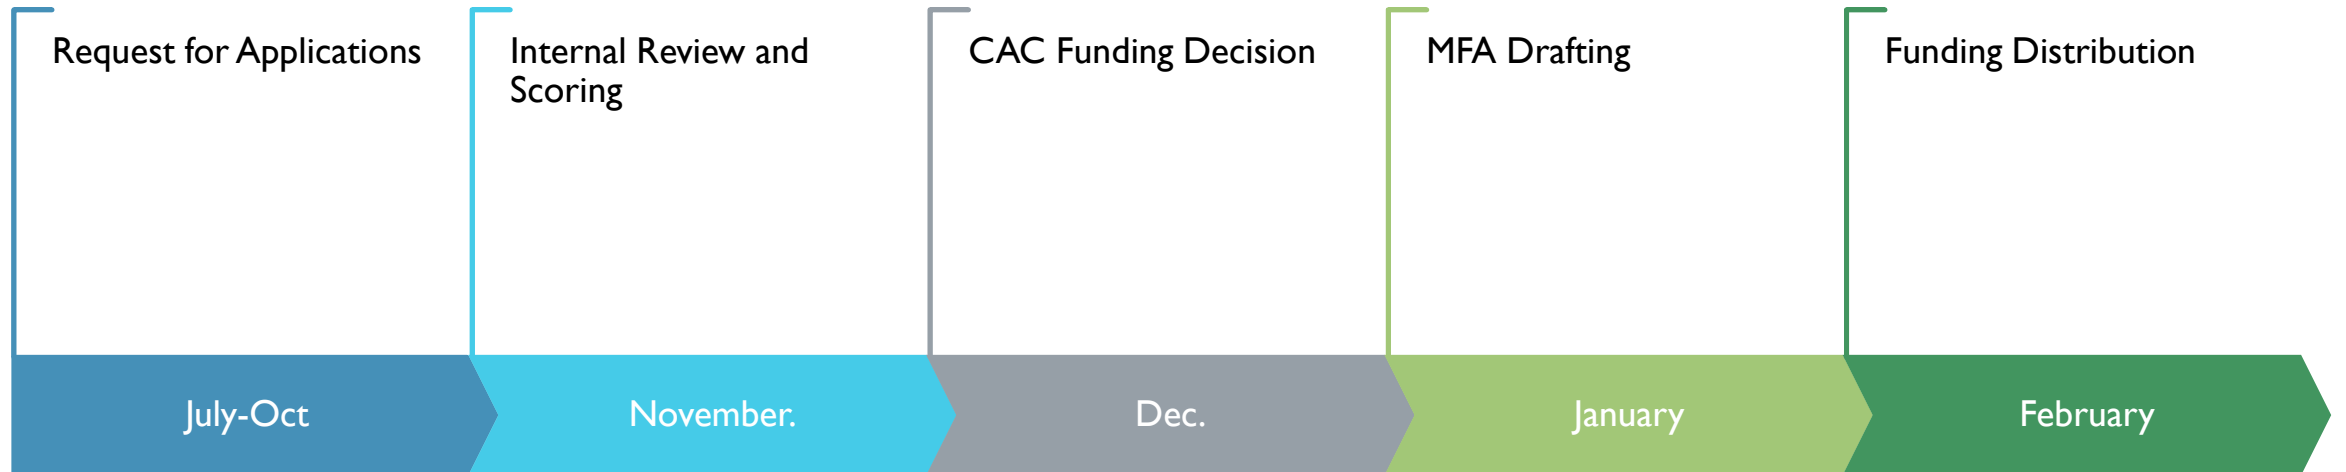 Request for Applications
Internal Review and
Scoring
CAC Funding Decision
MFA Drafting
Funding Distribution
July-Oct
November.
Dec.
January
February